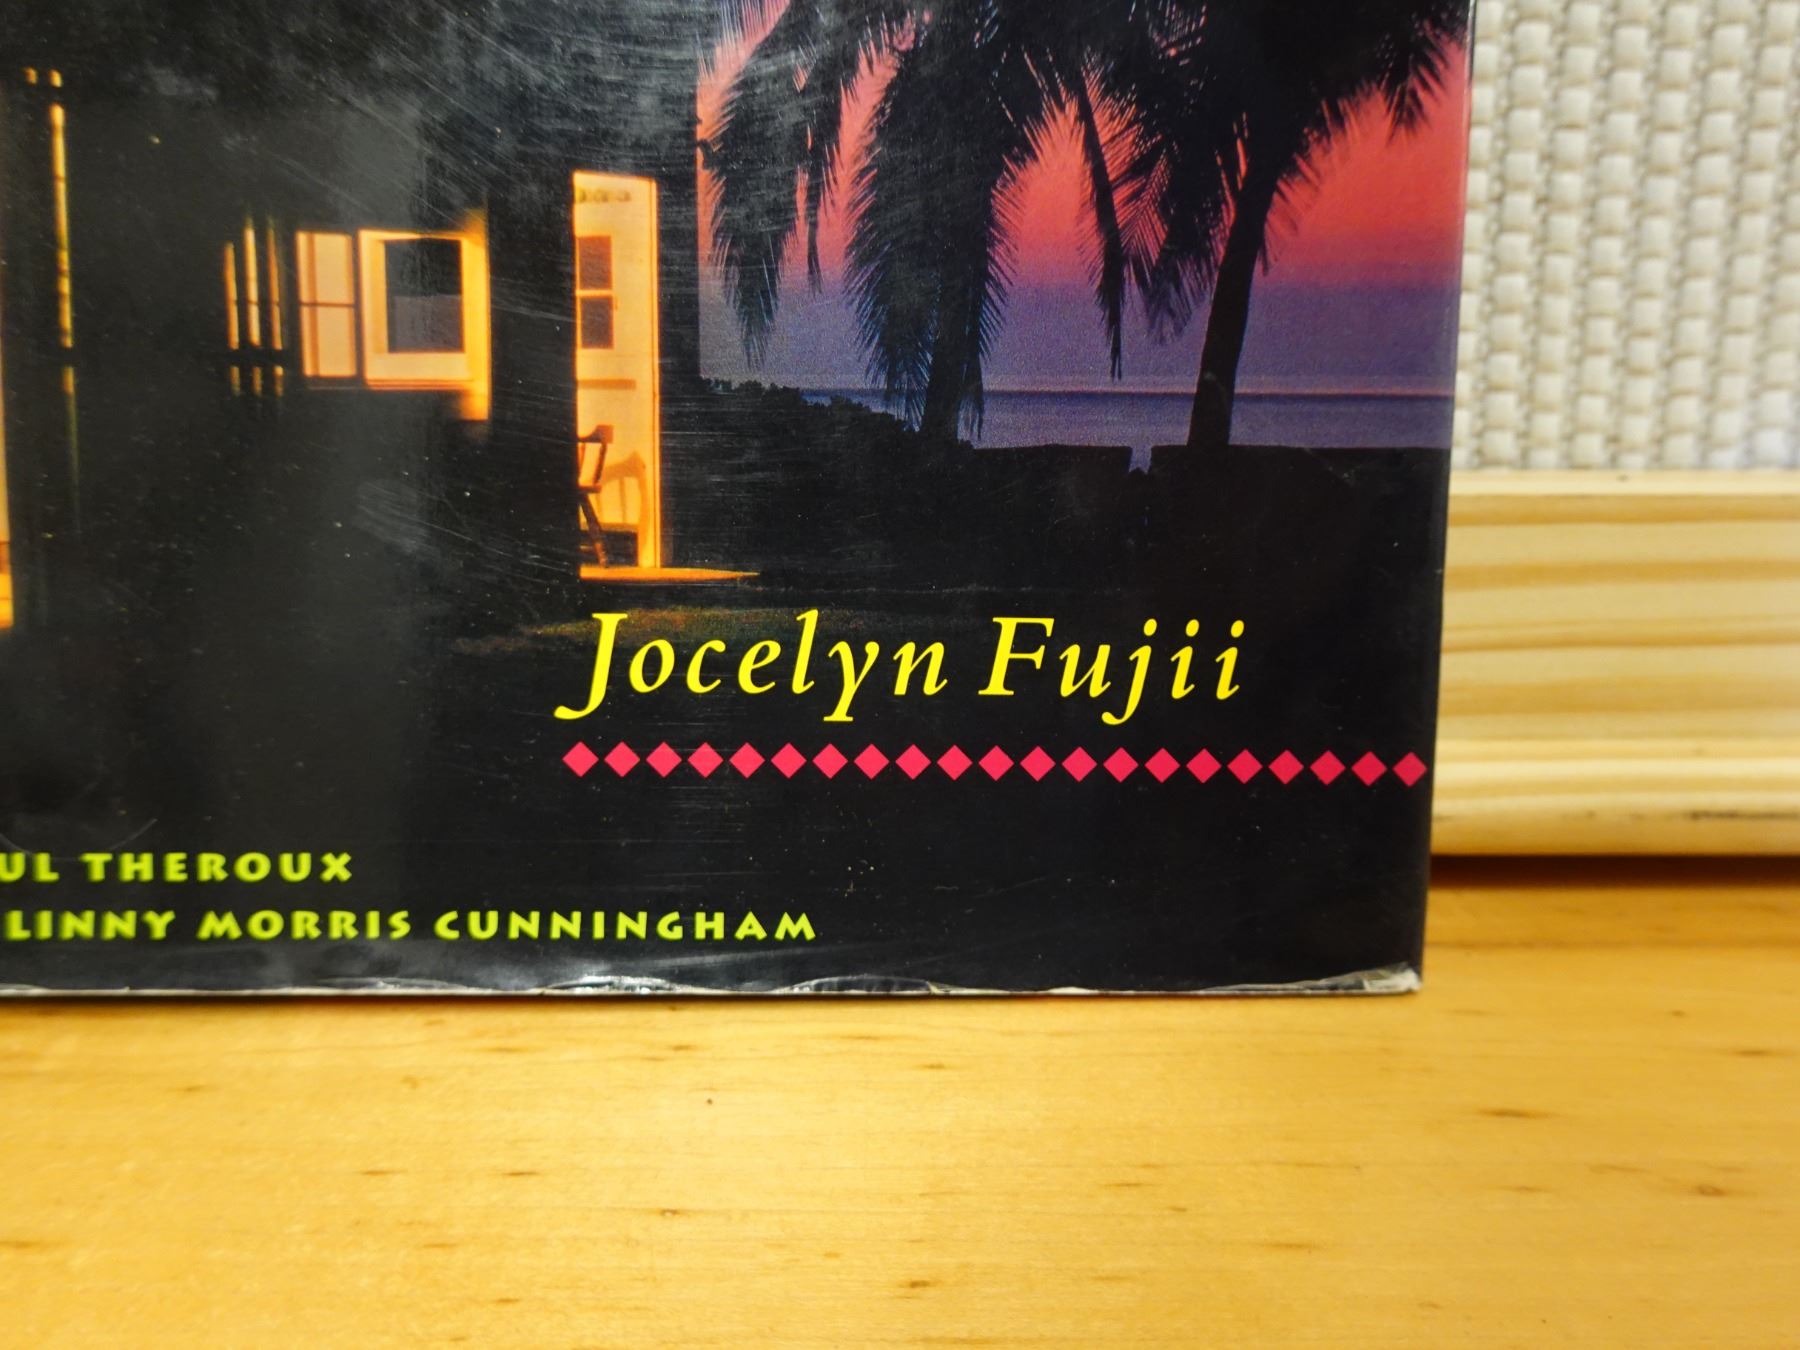 Jocelyn Fujii
UL THEROUX
LINNY MORRIS CUNNINGHAM